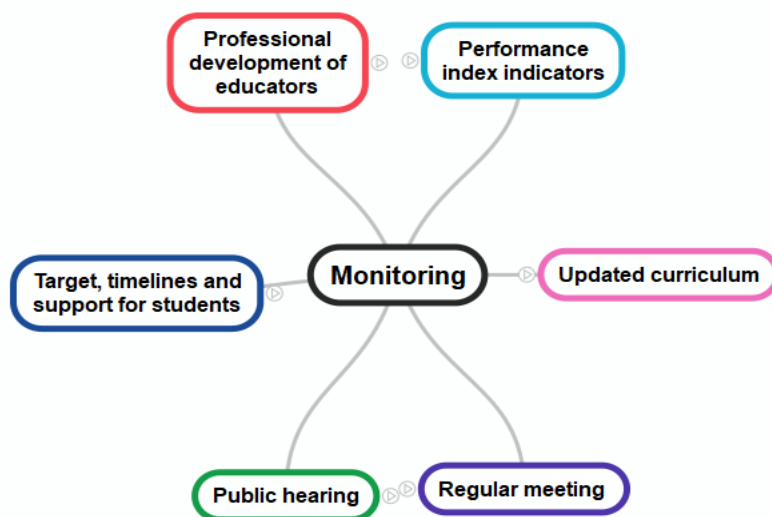 Professional
development of
educators
Performance
index indicators
Target, timelines and
support for students
Monitoring
Updated curriculum
Public hearing
Regular meeting